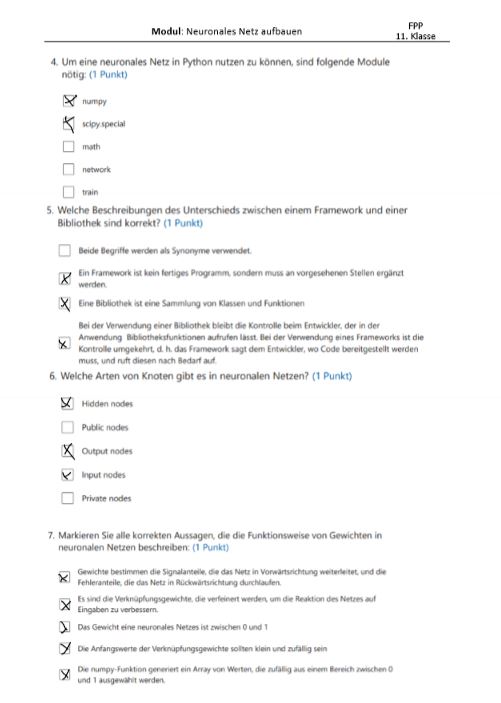 FPP
Modul: Neuronales Netz aufbauen
11. Klasse
4. Um eine neuronales Netz in Python nutzen zu können, sind folgende Module
nötig: (1 Punkt)
numpy
scipy.special
math
network
train
5. Welche Beschreibungen des Unterschieds zwischen einem Framework und einer
Bibliothek sind korrekt? (1 Punkt)
Beide Begriffe werden als Synonyme verwendet.
Ein Framework ist kein fertiges Programm, sondern muss an vorgesehenen Stellen ergänzt
werden.
Eine Bibliothek ist eine Sammlung von Klassen und Funktionen
Bei der Verwendung einer Bibliothek bleibt die Kontrolle beim Entwickler, der in der
Anwendung Bibliotheksfunktionen aufrufen lässt. Bei der Verwendung eines Frameworks ist die
Kontrolle umgekehrt, d. h. das Framework sagt dem Entwickler, wo Code bereitgestellt werden
muss, und ruft diesen nach Bedarf auf.
6. Welche Arten von Knoten gibt es in neuronalen Netzen? (1 Punkt)
Hidden nodes
Public nodes
Output nodes
Input nodes
Private nodes
7. Markieren Sie alle korrekten Aussagen, die die Funktionsweise von Gewichten in
neuronalen Netzen beschreiben: (1 Punkt)
Gewichte bestimmen die Signalanteile, die das Netz in Vorwärtsrichtung weiterleitet, und die
Fehleranteile, die das Netz in Rückwärtsrichtung durchlaufen.
Es sind die Verknüpfungsgewichte, die verfeinert werden, um die Reaktion des Netzes auf
Eingaben zu verbessern.
Das Gewicht eine neuronales Netzes ist zwischen 0 und 1
Die Anfangswerte der Verknüpfungsgewichte sollten klein und zufällig sein
Die numpy-Funktion generiert ein Array von Werten, die zufällig aus einem Bereich zwischen 0
und 1 ausgewählt werden.